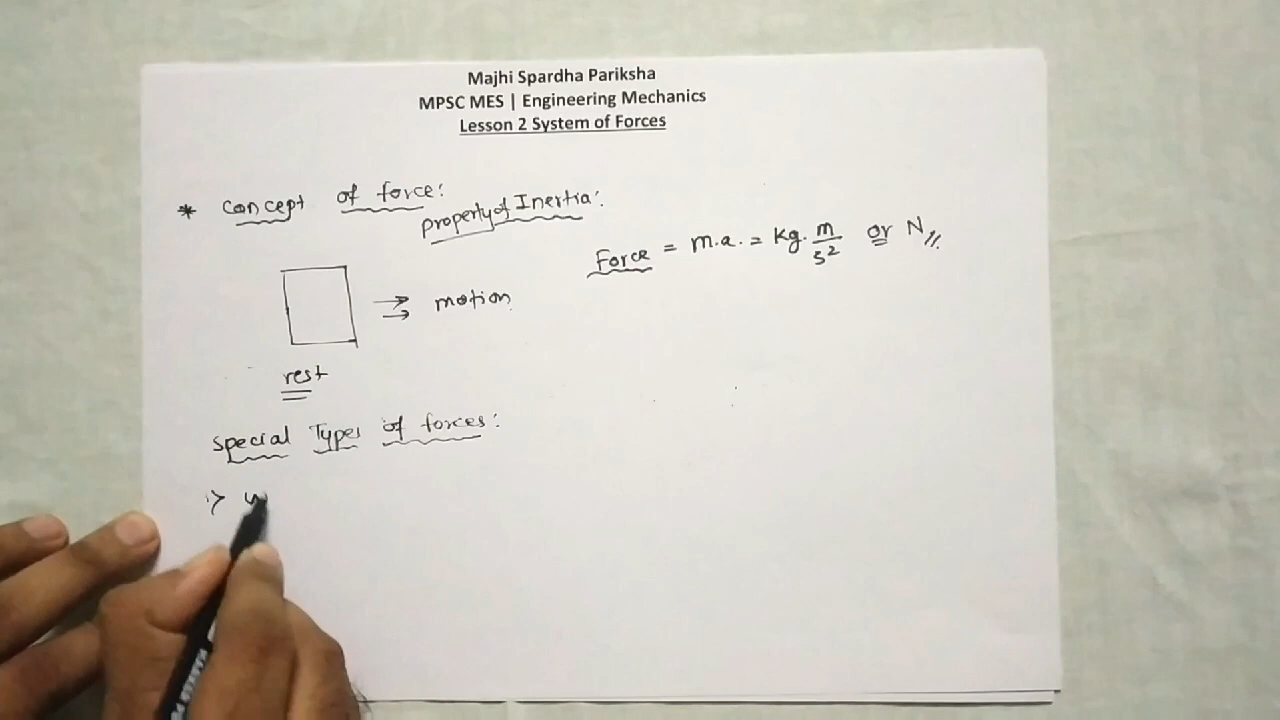 Majhi Spardha Pariksha
MPSC MES | Engineering Mechanics
Lesson 2 System of Forces
* Concept of force:
property of Inertia:
Force = m.a. = kg. m/s² or N
→ motion
rest
special Types of forces: